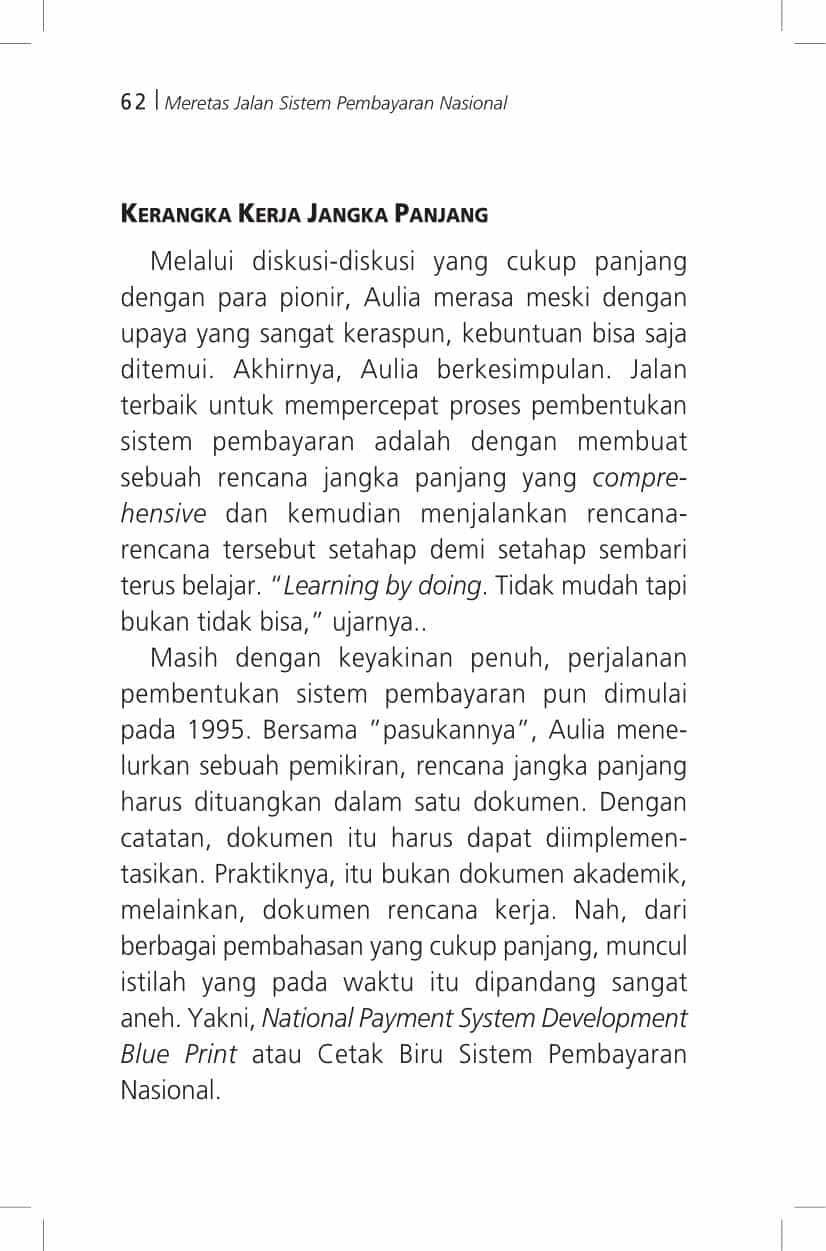 62 | Meretas Jalan Sistem Pembayaran Nasional
KERANGKA KERJA JANGKA PANJANG
Melalui diskusi-diskusi yang cukup panjang
dengan para pionir, Aulia merasa meski dengan
upaya yang sangat keraspun, kebuntuan bisa saja
ditemui. Akhirnya, Aulia berkesimpulan. Jalan
terbaik untuk mempercepat proses pembentukan
sistem pembayaran adalah dengan membuat
sebuah rencana jangka panjang yang compre-
hensive dan kemudian menjalankan rencana-
rencana tersebut setahap demi setahap sembari
terus belajar. “Learning by doing. Tidak mudah tapi
bukan tidak bisa,” ujarnya..
Masih dengan keyakinan penuh, perjalanan
pembentukan sistem pembayaran pun dimulai
pada 1995. Bersama ”pasukannya”, Aulia mene-
lurkan sebuah pemikiran, rencana jangka panjang
harus dituangkan dalam satu dokumen. Dengan
catatan, dokumen itu harus dapat diimplemen-
tasikan. Praktiknya, itu bukan dokumen akademik,
melainkan, dokumen rencana kerja. Nah, dari
berbagai pembahasan yang cukup panjang, muncul
istilah yang pada waktu itu dipandang sangat
aneh. Yakni, National Payment System Development
Blue Print atau Cetak Biru Sistem Pembayaran
Nasional.